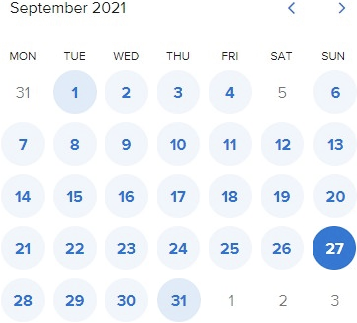 September 2021
MON TUE WED THU FRI SAT SUN
31 1 2 3 4 5 6
7 8 9 10 11 12 13
14 15 16 17 18 19 20
21 22 23 24 25 26 27
28 29 30 31 1 2 3